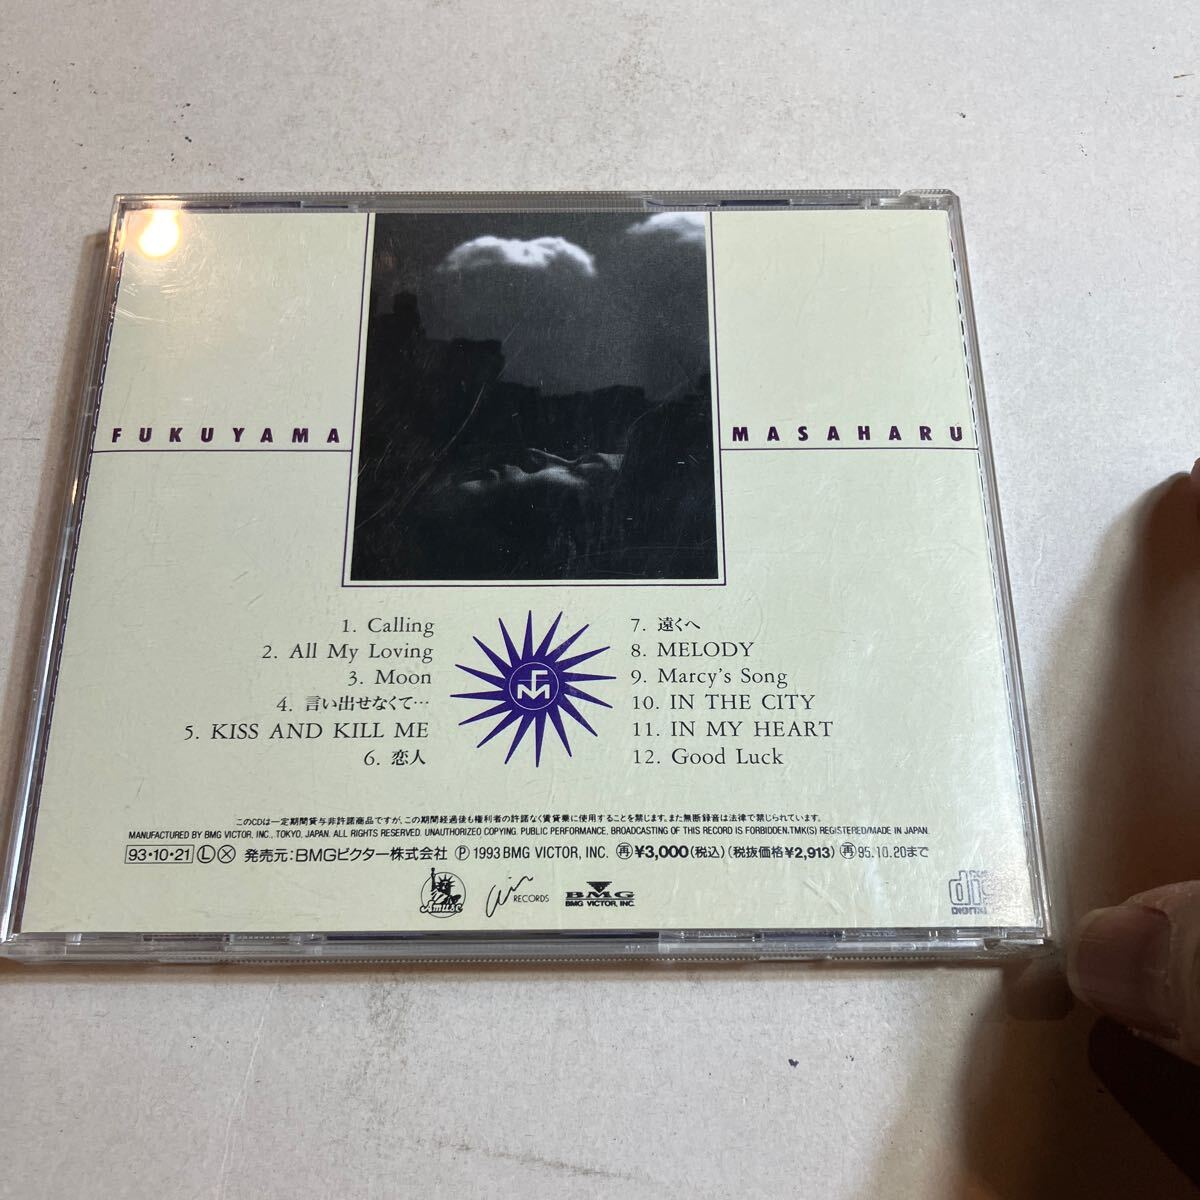 FUKUYAMA
MASAHARU
1. Calling
2. All My Loving
3. Moon
4. 言い出せなくて…
5. KISS AND KILL ME
6. 恋人
FM
7. 遠くへ
8. MELODY
9. Marcy's Song
10. IN THE CITY
11. IN MY HEART
12. Good Luck
このCDは一定期間貸与非許諾商品ですが、この期間経過後も権利者の許諾なく賃貸業に使用することを禁じます。また無断録音は法律で禁じられています。
MANUFACTURED BY BMG VICTOR, INC., TOKYO, JAPAN. ALL RIGHTS RESERVED. UNAUTHORIZED COPYING, PUBLIC PERFORMANCE, BROADCASTING OF THIS RECORD IS FORBIDDEN. TMK(S) REGISTERED/MADE IN JAPAN.
93・10・21 Ⓛ Ⓧ 発売元:BMGビクター株式会社 Ⓟ 1993 BMG VICTOR, INC. 再 ¥3,000(税込)(税抜価格¥2,913) 再 95.10.20まで
Amuse
RECORDS
BMG
BMG VICTOR, INC.